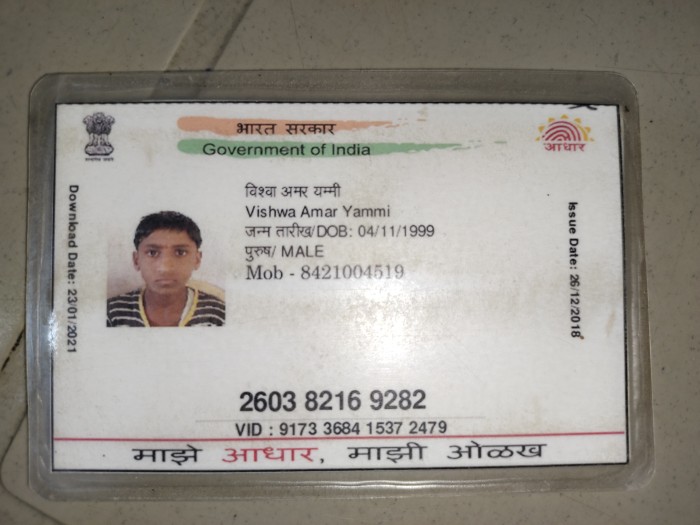 भारत सरकार
Government of India
आधार
विश्वा अमर यम्मी
Vishwa Amar Yammi
जन्म तारीख/DOB: 04/11/1999
पुरुष/ MALE
Mob - 8421004519
Download Date: 23/01/2021
Issue Date: 26/12/2018
2603 8216 9282
VID : 9173 3684 1537 2479
माझे आधार, माझी ओळख